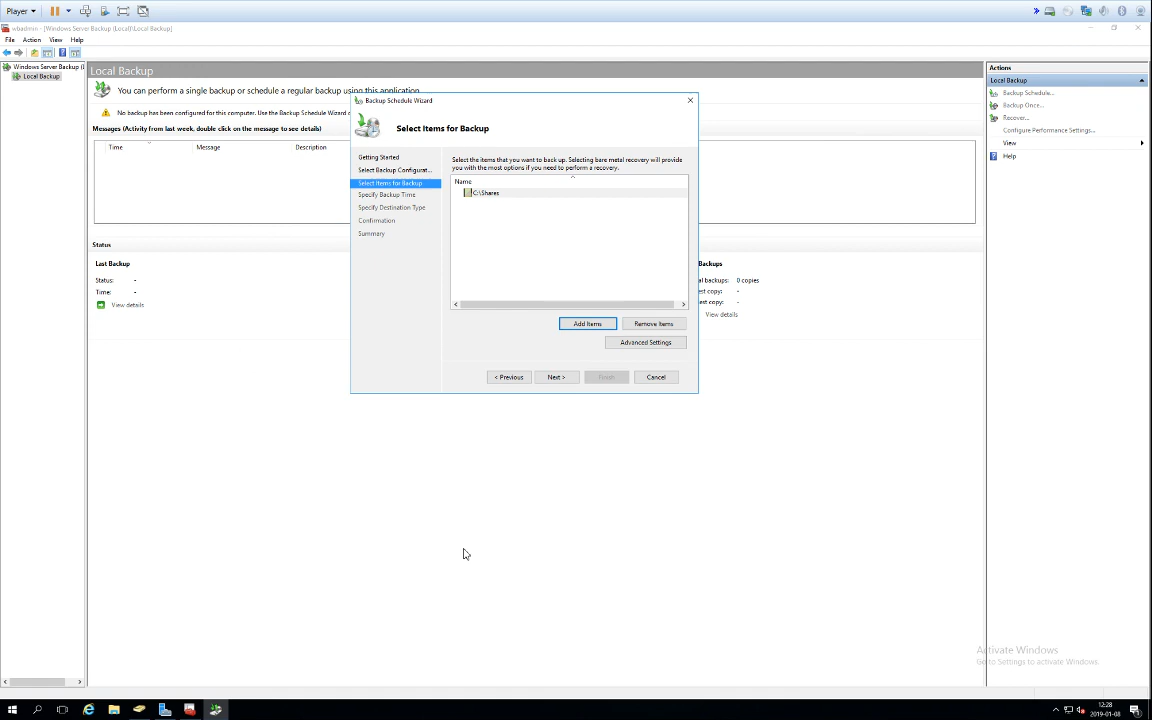 Player
wbadmin - [Windows Server Backup (Local)\Local Backup]
File Action View Help
Windows Server Backup (L
Local Backup
Local Backup
You can perform a single backup or schedule a regular backup using this application.
No backup has been configured for this computer. Use the Backup Schedule Wizard o
Messages (Activity from last week, double click on the message to see details)
Time Message Description
Status
Last Backup
Status: -
Time: -
View details
Backups
al backups: 0 copies
est copy: -
est copy: -
View details
Backup Schedule Wizard
Select Items for Backup
Getting Started
Select Backup Configurat...
Select Items for Backup
Specify Backup Time
Specify Destination Type
Confirmation
Summary
Select the items that you want to back up. Selecting bare metal recovery will provide
you with the most options if you need to perform a recovery.
Name
C:\Shares
Add Items
Remove Items
Advanced Settings
< Previous
Next >
Finish
Cancel
Actions
Local Backup
Backup Schedule...
Backup Once...
Recover...
Configure Performance Settings...
View
Help
Activate Windows
Go to Settings to activate Windows.
12:28
2019-01-08